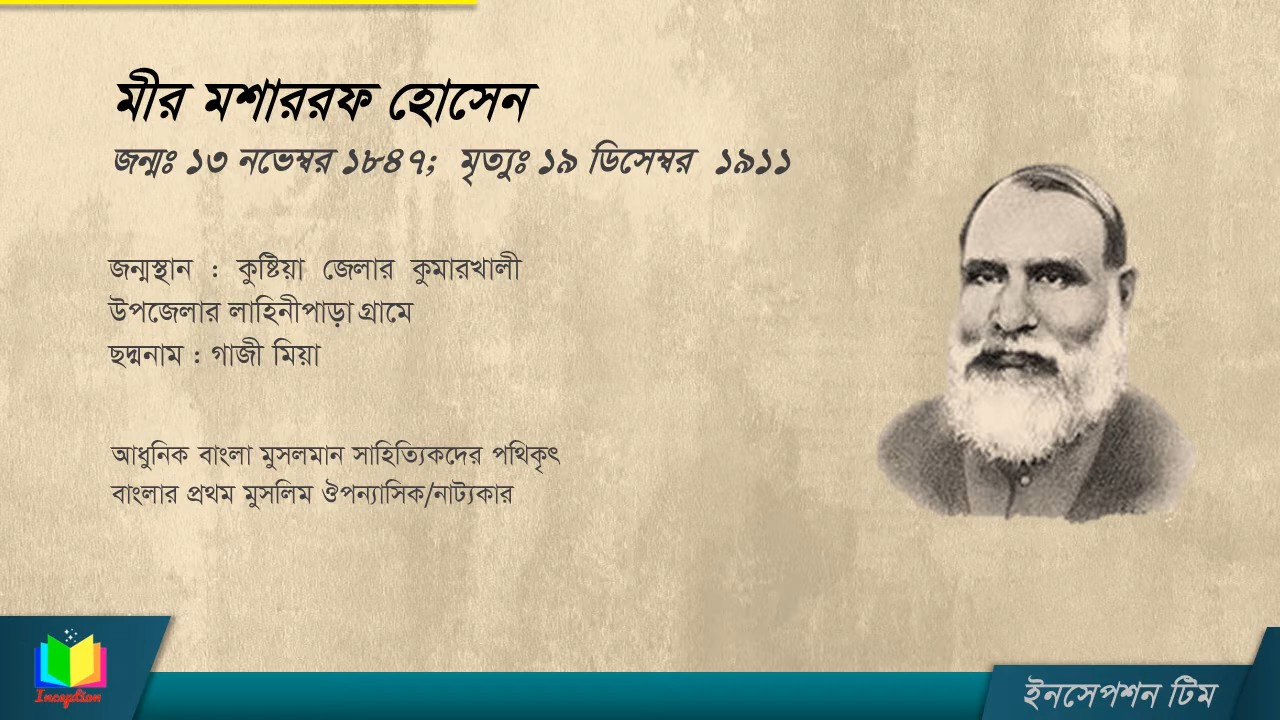 মীর মশাররফ হোসেন
জন্মঃ ১৩ নভেম্বর ১৮৪৭; মৃত্যুঃ ১৯ ডিসেম্বর ১৯১১
জন্মস্থান : কুষ্টিয়া জেলার কুমারখালী
উপজেলার লাহিনীপাড়া গ্রামে
ছদ্মনাম : গাজী মিয়া
আধুনিক বাংলা মুসলমান সাহিত্যিকদের পথিকৃৎ
বাংলার প্রথম মুসলিম ঔপন্যাসিক/নাট্যকার
Inception
ইনসেপশন টিম